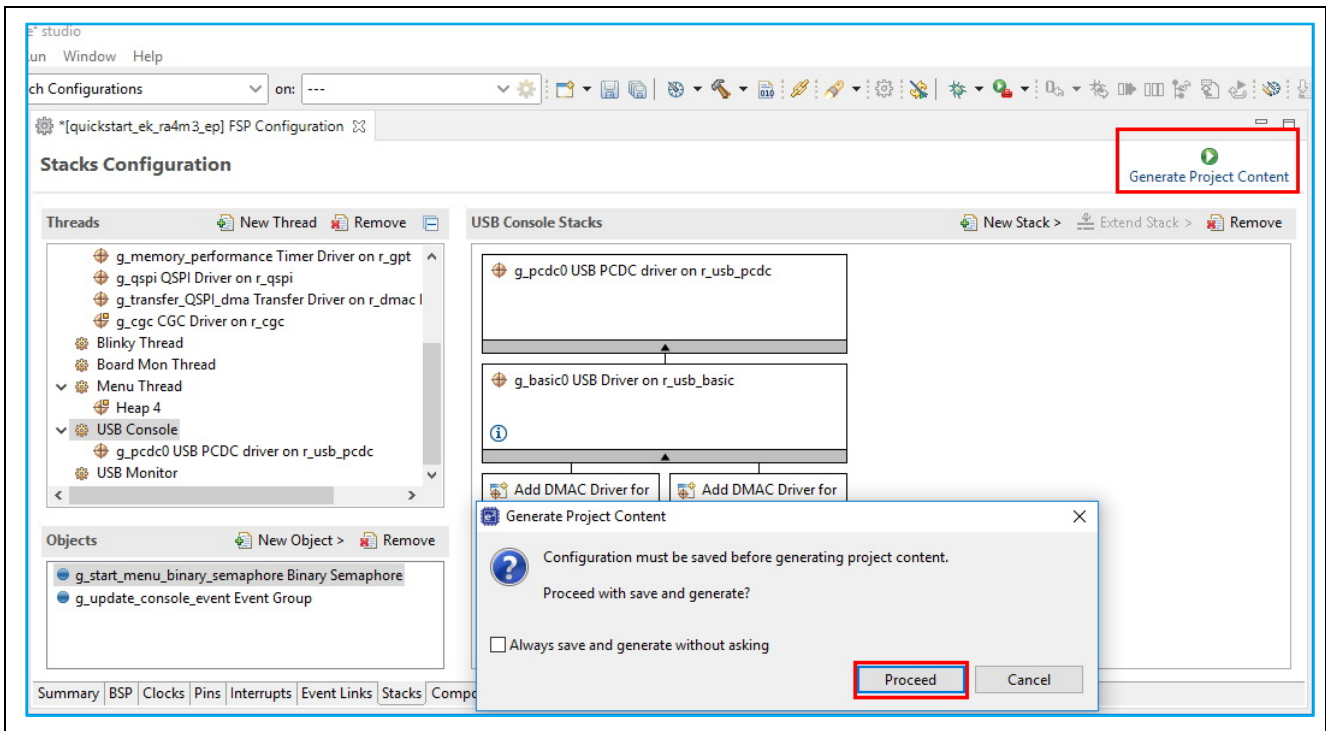 e² studio
un Window Help
ch Configurations on: ---
*[quickstart_ek_ra4m3_ep] FSP Configuration
Stacks Configuration
Generate Project Content
Threads New Thread Remove
g_memory_performance Timer Driver on r_gpt
g_qspi QSPI Driver on r_qspi
g_transfer_QSPI_dma Transfer Driver on r_dmac
g_cgc CGC Driver on r_cgc
Blinky Thread
Board Mon Thread
Menu Thread
Heap 4
USB Console
g_pcdc0 USB PCDC driver on r_usb_pcdc
USB Monitor
Objects New Object > Remove
g_start_menu_binary_semaphore Binary Semaphore
g_update_console_event Event Group
USB Console Stacks New Stack > Extend Stack > Remove
g_pcdc0 USB PCDC driver on r_usb_pcdc
g_basic0 USB Driver on r_usb_basic
Add DMAC Driver for Add DMAC Driver for
Generate Project Content
Configuration must be saved before generating project content.
Proceed with save and generate?
Always save and generate without asking
Proceed Cancel
Summary BSP Clocks Pins Interrupts Event Links Stacks Comp